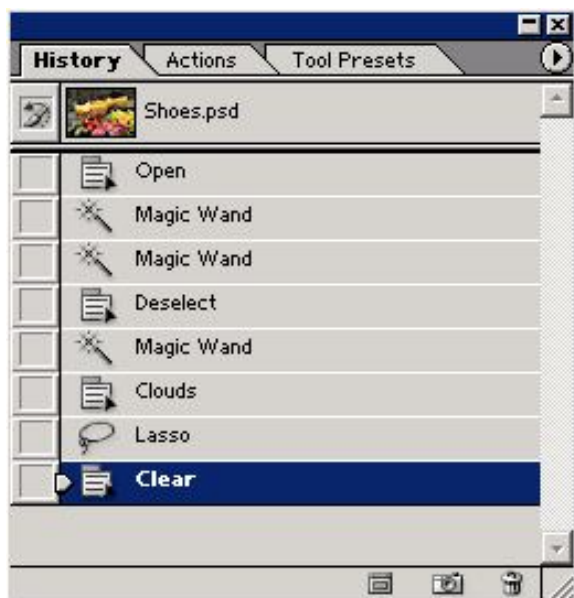 History Actions Tool Presets
Shoes.psd
Open
Magic Wand
Magic Wand
Deselect
Magic Wand
Clouds
Lasso
Clear